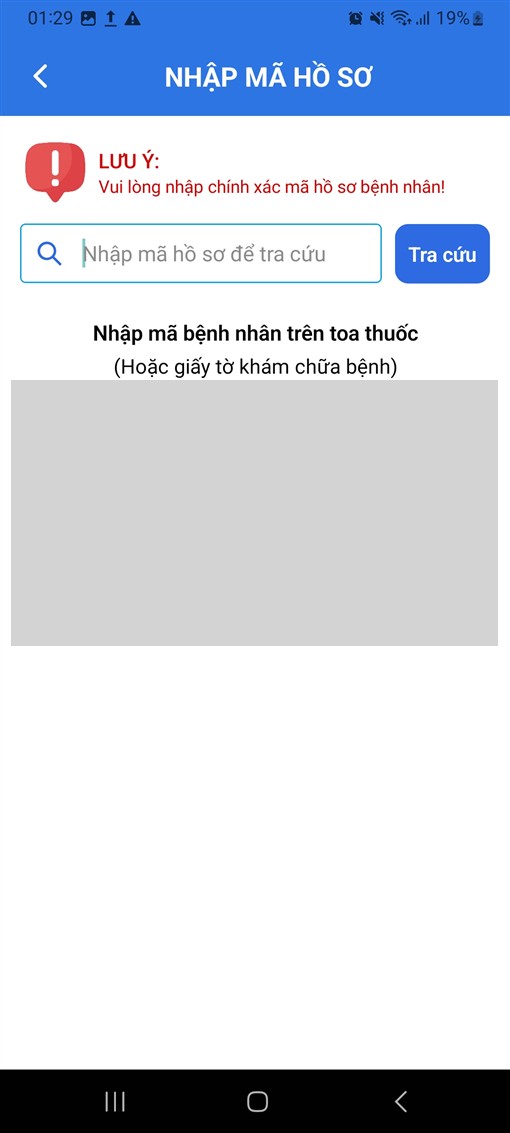 01:29
19%
NHẬP MÃ HỒ SƠ
LƯU Ý:
Vui lòng nhập chính xác mã hồ sơ bệnh nhân!
Nhập mã hồ sơ để tra cứu
Tra cứu
Nhập mã bệnh nhân trên toa thuốc
(Hoặc giấy tờ khám chữa bệnh)